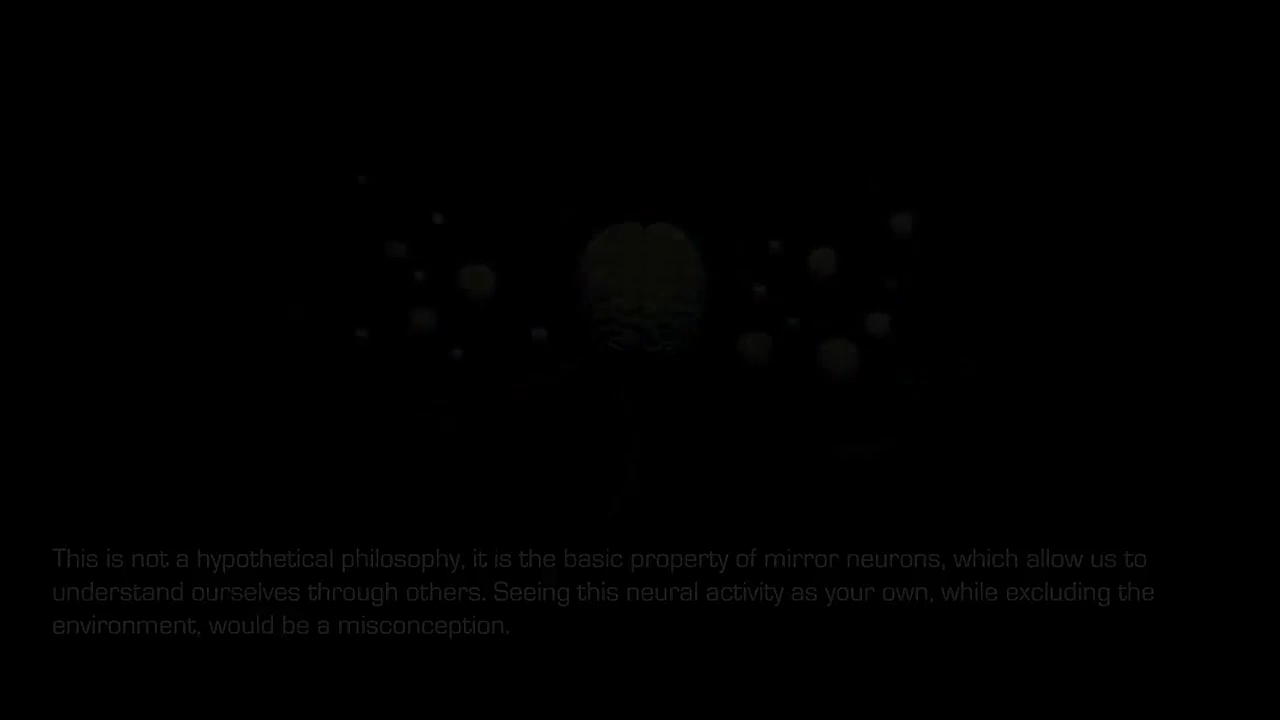 This is not a hypothetical philosophy, it is the basic property of mirror neurons, which allow us to
understand ourselves through others. Seeing this neural activity as your own, while excluding the
environment, would be a misconception.